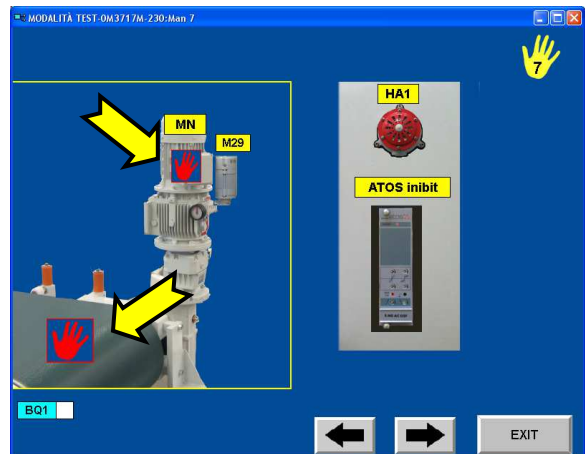 MODALITÀ TEST-0M3717M-230:Man 7
7
MN
M29
HA1
ATOS inibit
BQ1
EXIT